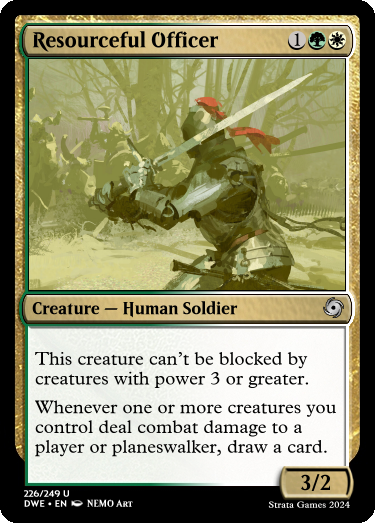 Resourceful Officer 1
Creature — Human Soldier
This creature can't be blocked by
creatures with power 3 or greater.
Whenever one or more creatures you
control deal combat damage to a
player or planeswalker, draw a card.
3/2
226/249 U
DWE • EN NEMO ART
Strata Games 2024